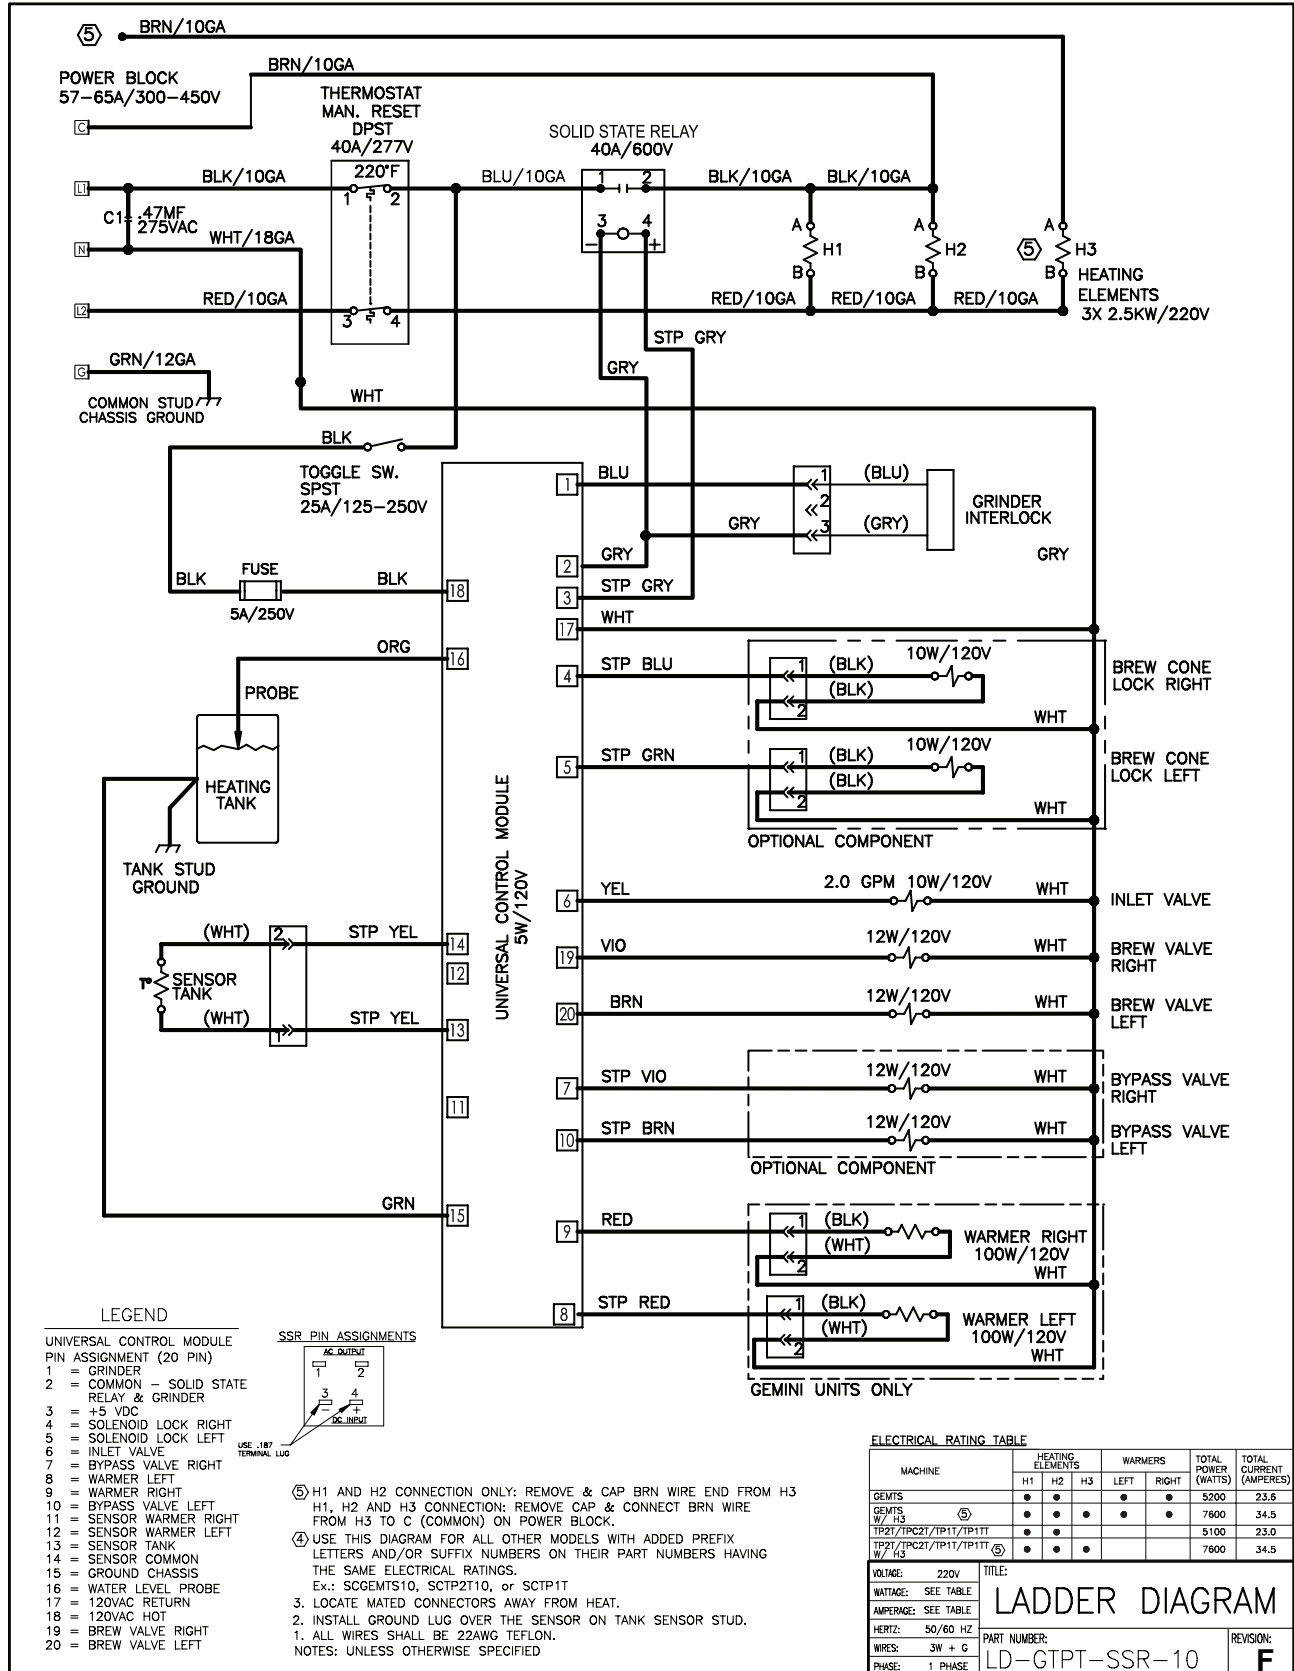 5
BRN/10GA
BRN/10GA
POWER BLOCK
57-65A/300-450V
C
THERMOSTAT
MAN. RESET
DPST
40A/277V
SOLID STATE RELAY
40A/600V
220°F
L1
BLK/10GA
1
2
BLU/10GA
1
2
BLK/10GA
BLK/10GA
C1
.47MF
275VAC
3
4
-
+
A
H1
B
A
H2
B
5
A
H3
B
N
WHT/18GA
HEATING
ELEMENTS
3X 2.5KW/220V
L2
RED/10GA
3
4
RED/10GA
RED/10GA
RED/10GA
STP GRY
GRY
G
GRN/12GA
COMMON STUD
CHASSIS GROUND
WHT
BLK
TOGGLE SW.
SPST
25A/125-250V
1
BLU
1
(BLU)
2
3
(GRY)
GRY
GRINDER
INTERLOCK
GRY
2
GRY
BLK
FUSE
5A/250V
BLK
18
3
STP GRY
17
WHT
ORG
16
4
STP BLU
1
(BLK)
10W/120V
(BLK)
2
WHT
BREW CONE
LOCK RIGHT
PROBE
5
STP GRN
1
(BLK)
10W/120V
(BLK)
2
WHT
BREW CONE
LOCK LEFT
HEATING
TANK
OPTIONAL COMPONENT
TANK STUD
GROUND
UNIVERSAL CONTROL MODULE
5W/120V
6
YEL
2.0 GPM 10W/120V
WHT
INLET VALVE
(WHT)
2
STP YEL
14
12
T°
SENSOR
TANK
(WHT)
1
STP YEL
13
19
VIO
12W/120V
WHT
BREW VALVE
RIGHT
20
BRN
12W/120V
WHT
BREW VALVE
LEFT
7
STP VIO
12W/120V
WHT
BYPASS VALVE
RIGHT
11
10
STP BRN
12W/120V
WHT
BYPASS VALVE
LEFT
OPTIONAL COMPONENT
GRN
15
9
RED
1
(BLK)
(WHT)
2
WARMER RIGHT
100W/120V
WHT
8
STP RED
1
(BLK)
(WHT)
2
WARMER LEFT
100W/120V
WHT
GEMINI UNITS ONLY
LEGEND
UNIVERSAL CONTROL MODULE
PIN ASSIGNMENT (20 PIN)
1 = GRINDER
2 = COMMON - SOLID STATE
RELAY & GRINDER
3 = +5 VDC
4 = SOLENOID LOCK RIGHT
5 = SOLENOID LOCK LEFT
6 = INLET VALVE
7 = BYPASS VALVE RIGHT
8 = WARMER LEFT
9 = WARMER RIGHT
10 = BYPASS VALVE LEFT
11 = SENSOR WARMER RIGHT
12 = SENSOR WARMER LEFT
13 = SENSOR TANK
14 = SENSOR COMMON
15 = GROUND CHASSIS
16 = WATER LEVEL PROBE
17 = 120VAC RETURN
18 = 120VAC HOT
19 = BREW VALVE RIGHT
20 = BREW VALVE LEFT
SSR PIN ASSIGNMENTS
AC OUTPUT
1 2
3 4
- +
DC INPUT
USE .187
TERMINAL LUG
5 H1 AND H2 CONNECTION ONLY: REMOVE & CAP BRN WIRE END FROM H3
H1, H2 AND H3 CONNECTION: REMOVE CAP & CONNECT BRN WIRE
FROM H3 TO C (COMMON) ON POWER BLOCK.
4 USE THIS DIAGRAM FOR ALL OTHER MODELS WITH ADDED PREFIX
LETTERS AND/OR SUFFIX NUMBERS ON THEIR PART NUMBERS HAVING
THE SAME ELECTRICAL RATINGS.
Ex.: SCGEMTS10, SCTP2T10, or SCTP1T
3. LOCATE MATED CONNECTORS AWAY FROM HEAT.
2. INSTALL GROUND LUG OVER THE SENSOR ON TANK SENSOR STUD.
1. ALL WIRES SHALL BE 22AWG TEFLON.
NOTES: UNLESS OTHERWISE SPECIFIED
ELECTRICAL RATING TABLE
MACHINE
HEATING
ELEMENTS
WARMERS
TOTAL
POWER
(WATTS)
TOTAL
CURRENT
(AMPERES)
H1 H2 H3 LEFT RIGHT
GEMTS ● ● ● ● 5200 23.6
GEMTS
W/ H3 5 ● ● ● ● ● 7600 34.5
TP2T/TPC2T/TP1T/TP1TT ● ● 5100 23.0
TP2T/TPC2T/TP1T/TP1TT
W/ H3 5 ● ● ● 7600 34.5
VOLTAGE: 220V
WATTAGE: SEE TABLE
AMPERAGE: SEE TABLE
HERTZ: 50/60 HZ
WIRES: 3W + G
PHASE: 1 PHASE
TITLE:
LADDER DIAGRAM
PART NUMBER:
LD-GTPT-SSR-10
REVISION:
F